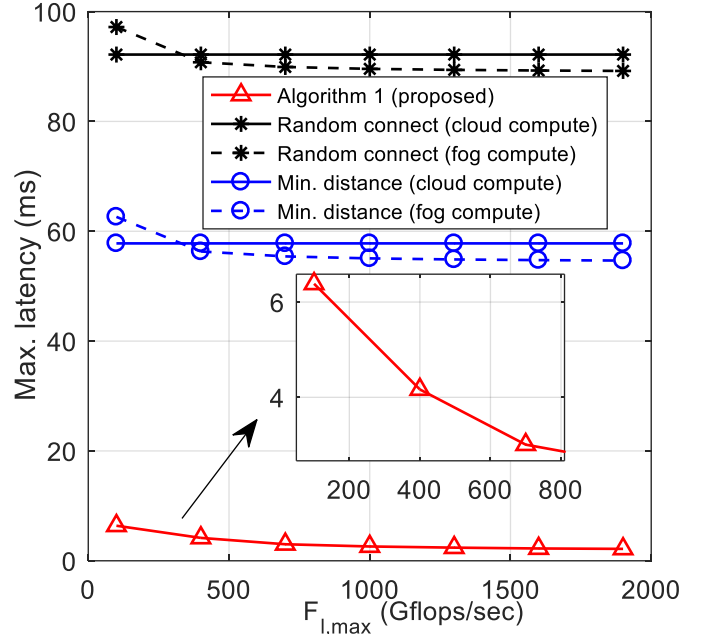 100
80
60
40
20
0
Max. latency (ms)
Algorithm 1 (proposed)
Random connect (cloud compute)
Random connect (fog compute)
Min. distance (cloud compute)
Min. distance (fog compute)
6
4
200 400 600 800
0 500 1000 1500 2000
F_l,max (Gflops/sec)